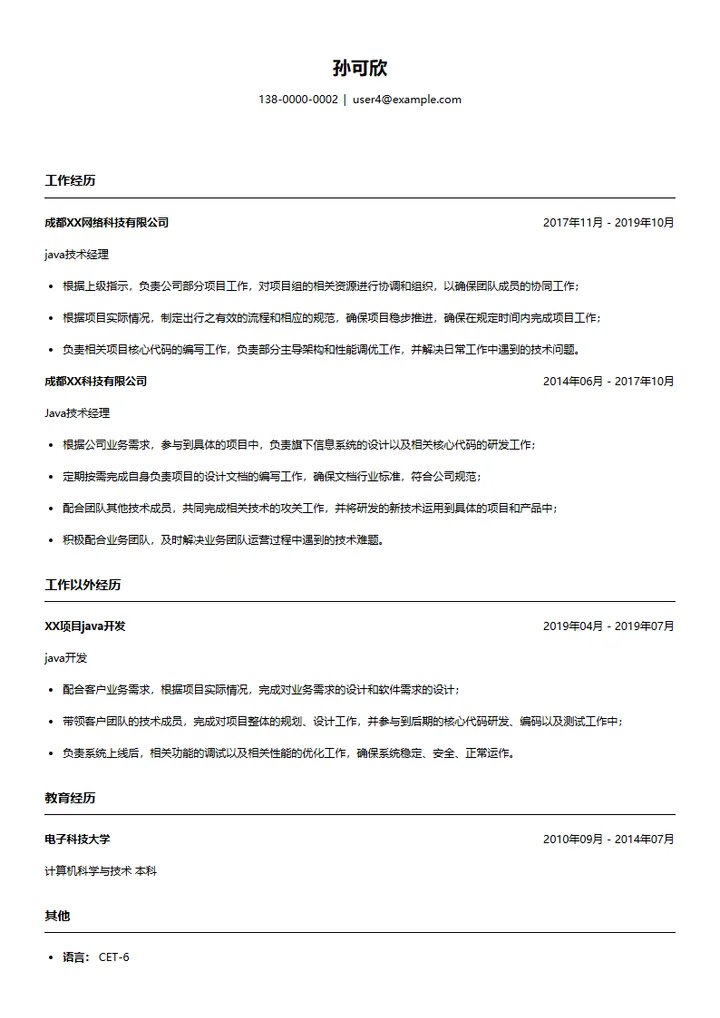 孙可欣
138-0000-0002 | user4@example.com
工作经历
成都XX网络科技有限公司 2017年11月 - 2019年10月
java技术经理
• 根据上级指示，负责公司部分项目工作，对项目组的相关资源进行协调和组织，以确保团队成员的协同工作；
• 根据项目实际情况，制定出行之有效的流程和相应的规范，确保项目稳步推进，确保在规定时间内完成项目工作；
• 负责相关项目核心代码的编写工作，负责部分主导架构和性能调优工作，并解决日常工作中遇到的技术问题。
成都XX科技有限公司 2014年06月 - 2017年10月
Java技术经理
• 根据公司业务需求，参与到具体的项目中，负责旗下信息系统的设计以及相关核心代码的研发工作；
• 定期按需完成自身负责项目的设计文档的编写工作，确保文档行业标准，符合公司规范；
• 配合团队其他技术成员，共同完成相关技术的攻关工作，并将研发的新技术运用到具体的项目和产品中；
• 积极配合业务团队，及时解决业务团队运营过程中遇到的技术难题。
工作以外经历
XX项目java开发 2019年04月 - 2019年07月
java开发
• 配合客户业务需求，根据项目实际情况，完成对业务需求的设计和软件需求的设计；
• 带领客户团队的技术成员，完成对项目整体的规划、设计工作，并参与到后期的核心代码研发、编码以及测试工作中；
• 负责系统上线后，相关功能的调试以及相关性能的优化工作，确保系统稳定、安全、正常运作。
教育经历
电子科技大学 2010年09月 - 2014年07月
计算机科学与技术 本科
其他
• 语言： CET-6